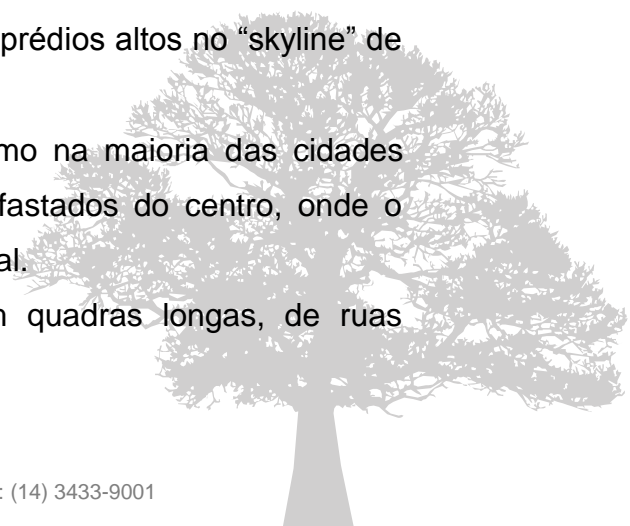 prédios altos no “skyline” de
mo na maioria das cidades
fastados do centro, onde o
al.
quadras longas, de ruas
: (14) 3433-9001